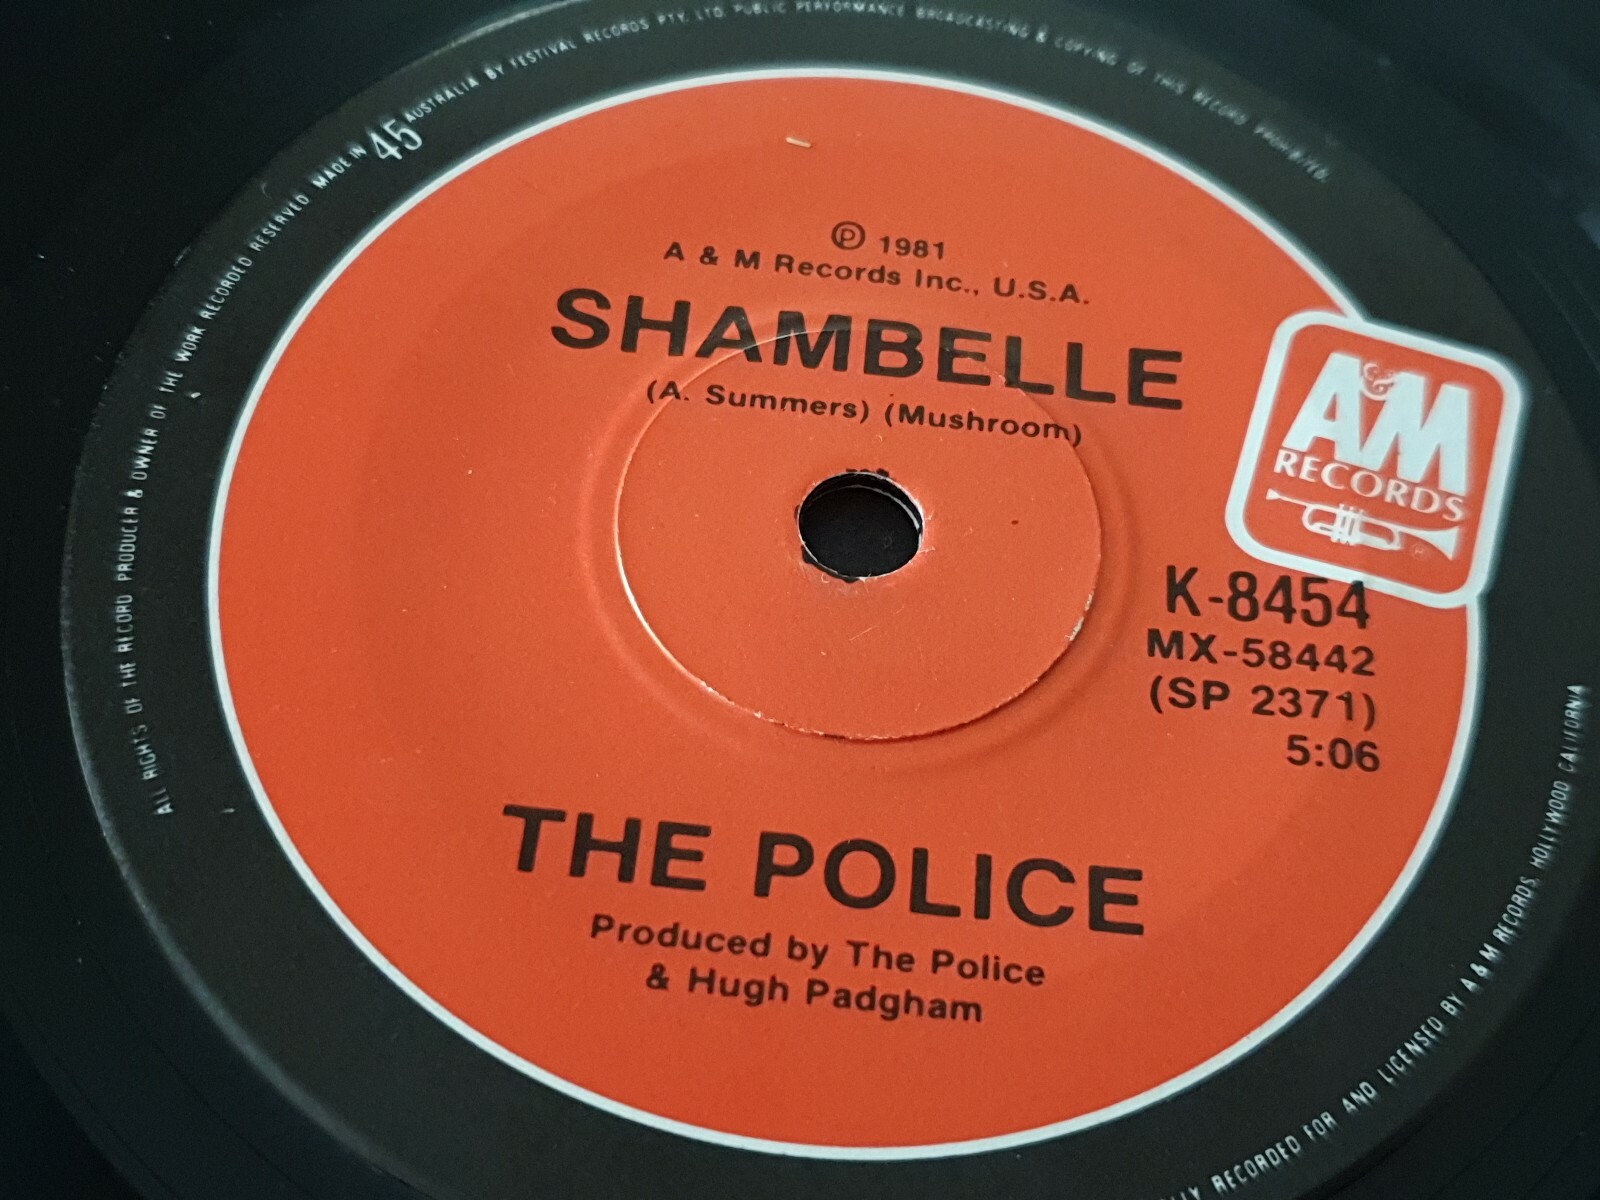 ALL RIGHTS OF THE RECORD PRODUCER & OWNER OF THE WORK RECORDED RESERVED MADE IN 45 AUSTRALIA BY FESTIVAL RECORDS PTY. LTD. PUBLIC PERFORMANCE BROADCASTING & COPYING OF THIS RECORD PROHIBITED.
Ⓟ 1981
A & M Records Inc., U.S.A.
SHAMBELLE
(A. Summers) (Mushroom)
A&M
RECORDS
K-8454
MX-58442
(SP 2371)
5:06
THE POLICE
Produced by The Police
& Hugh Padgham
RECORDED FOR AND LICENSED BY A & M RECORDS, HOLLYWOOD CALIFORNIA